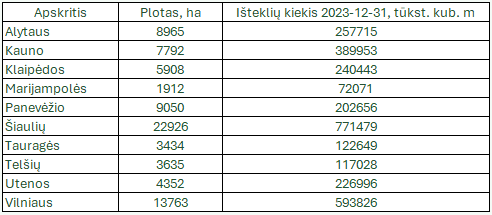 Apskritis Plotas, ha Išteklių kiekis 2023-12-31, tūkst. kub. m
Alytaus 8965 257715
Kauno 7792 389953
Klaipėdos 5908 240443
Marijampolės 1912 72071
Panevėžio 9050 202656
Šiaulių 22926 771479
Tauragės 3434 122649
Telšių 3635 117028
Utenos 4352 226996
Vilniaus 13763 593826